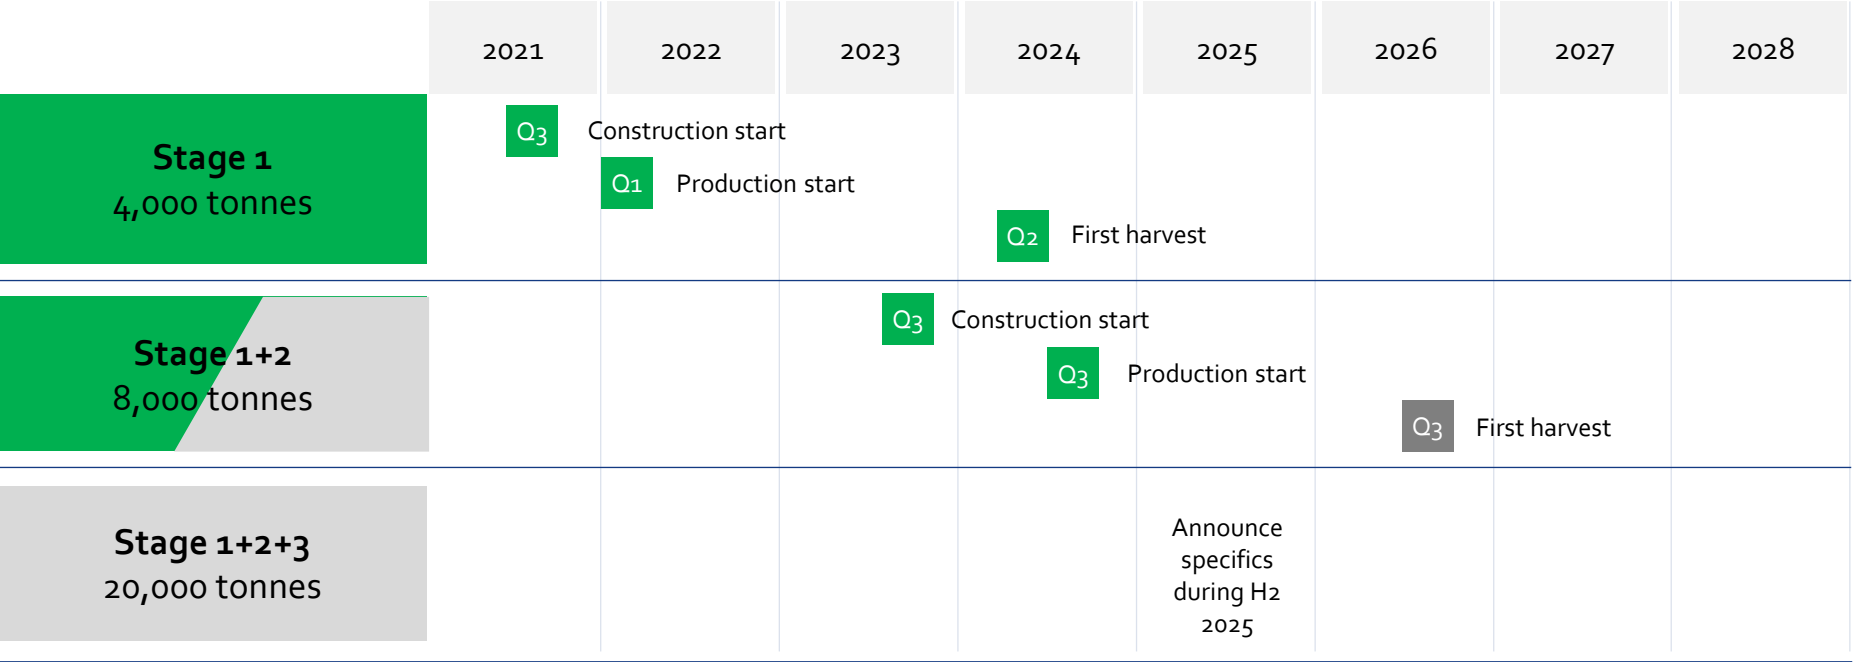 2021 2022 2023 2024 2025 2026 2027 2028
Stage 1
4,000 tonnes
Q3 Construction start
Q1 Production start
Q2 First harvest
Stage 1+2
8,000 tonnes
Q3 Construction start
Q3 Production start
Q3 First harvest
Stage 1+2+3
20,000 tonnes
Announce
specifics
during H2
2025